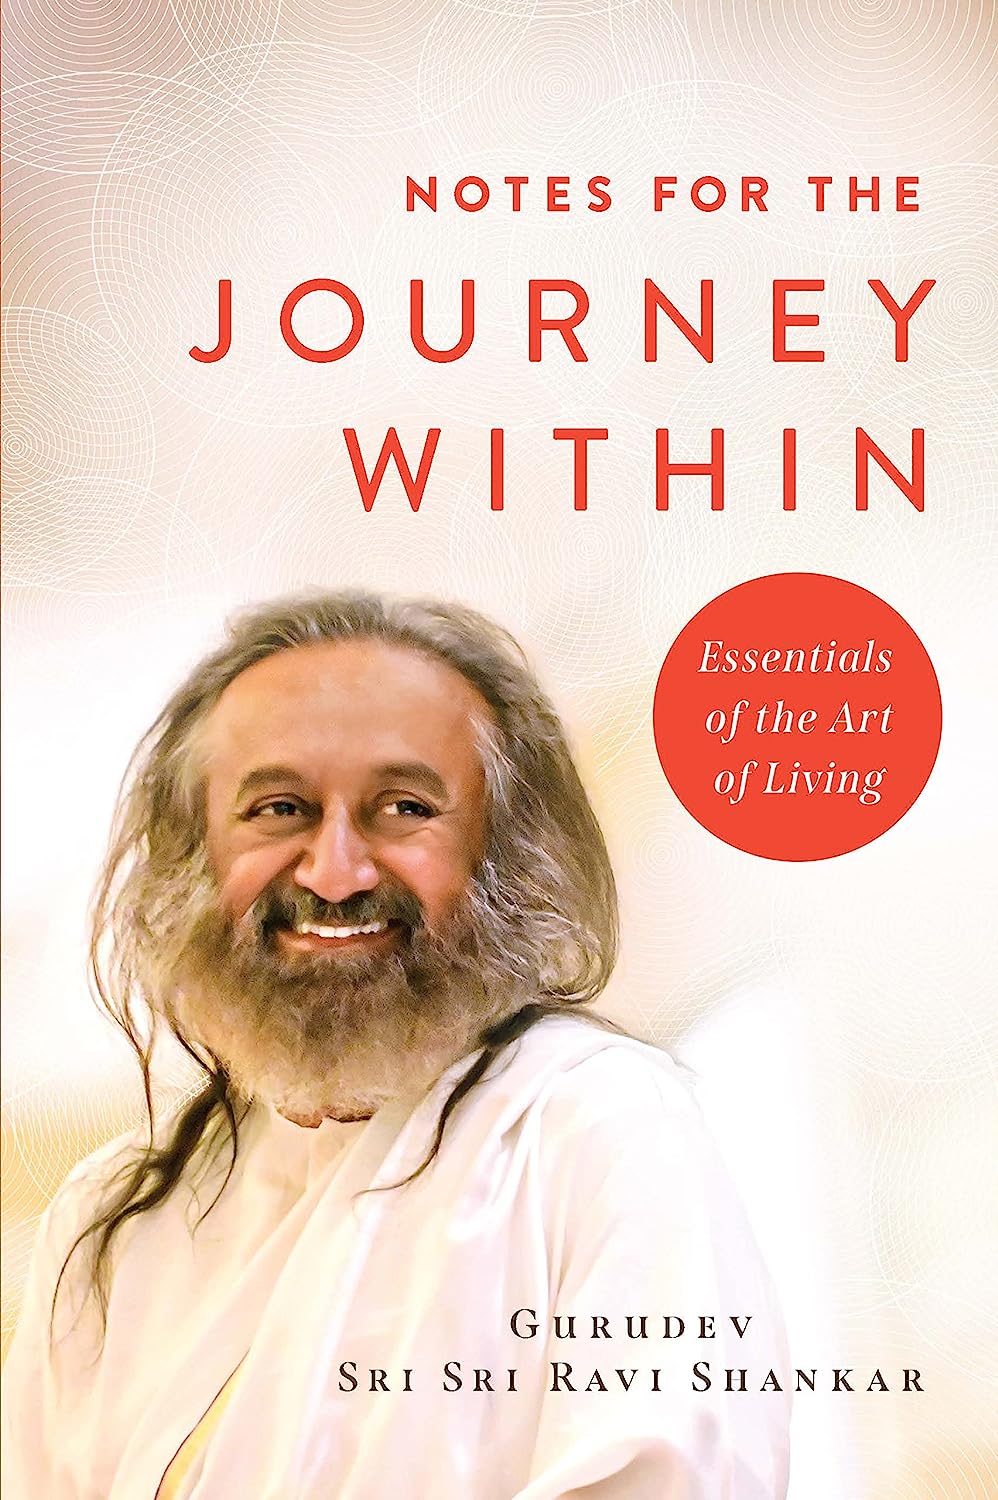 NOTES FOR THE
JOURNEY
WITHIN
Essentials
of the Art
of Living
GURUDEV
SRI SRI RAVI SHANKAR